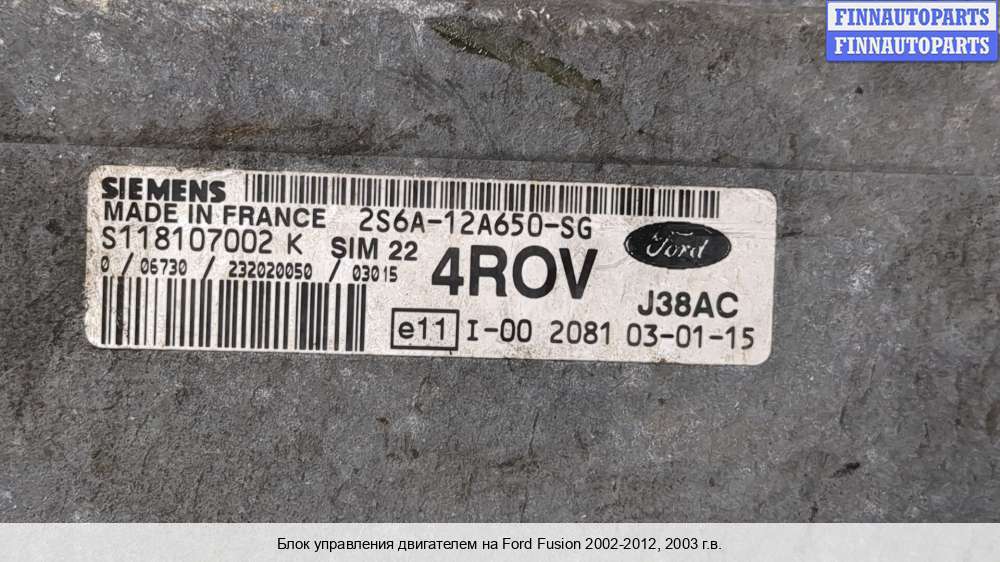 FINNAUTOPARTS
FINNAUTOPARTS
SIEMENS
MADE IN FRANCE 2S6A-12A650-SG
S118107002 K SIM 22 4ROV Ford
0 / 06730 / 232020050 / 03015
J38AC
e11 I-00 2081 03-01-15
Блок управления двигателем на Ford Fusion 2002-2012, 2003 г.в.